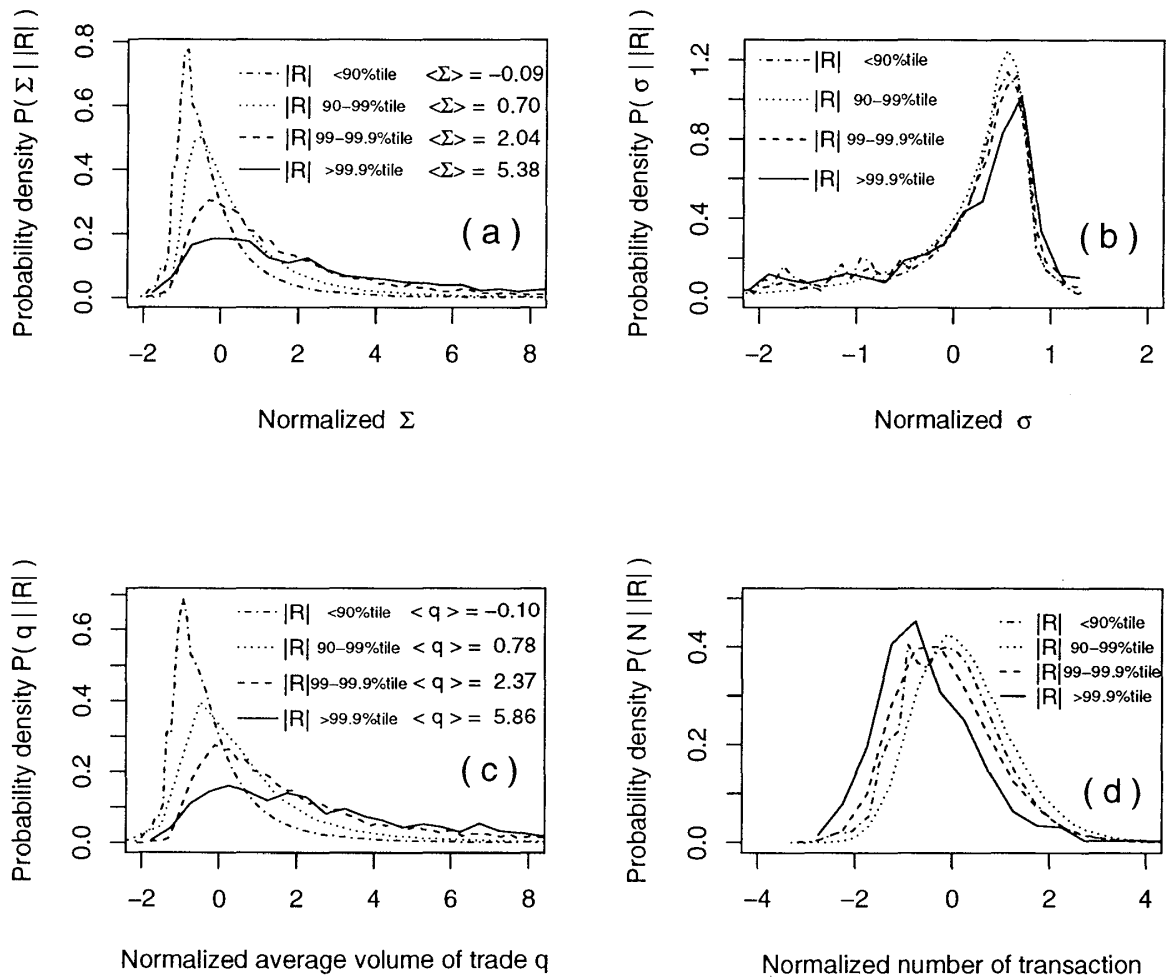 Probability density P( Σ | |R| )
0.0 0.2 0.4 0.6 0.8
|R| <90%tile <Σ> = −0.09
|R| 90−99%tile <Σ> = 0.70
|R| 99−99.9%tile <Σ> = 2.04
|R| >99.9%tile <Σ> = 5.38
( a )
−2 0 2 4 6 8
Normalized Σ
Probability density P( σ | |R| )
0.0 0.4 0.8 1.2
|R| <90%tile
|R| 90−99%tile
|R| 99−99.9%tile
|R| >99.9%tile
( b )
−2 −1 0 1 2
Normalized σ
Probability density P( q | |R| )
0.0 0.2 0.4 0.6
|R| <90%tile < q > = −0.10
|R| 90−99%tile < q > = 0.78
|R| 99−99.9%tile < q > = 2.37
|R| >99.9%tile < q > = 5.86
( c )
−2 0 2 4 6 8
Normalized average volume of trade q
Probability density P( N | |R| )
0.0 0.2 0.4
|R| <90%tile
|R| 90−99%tile
|R| 99−99.9%tile
|R| >99.9%tile
( d )
−4 −2 0 2 4
Normalized number of transaction